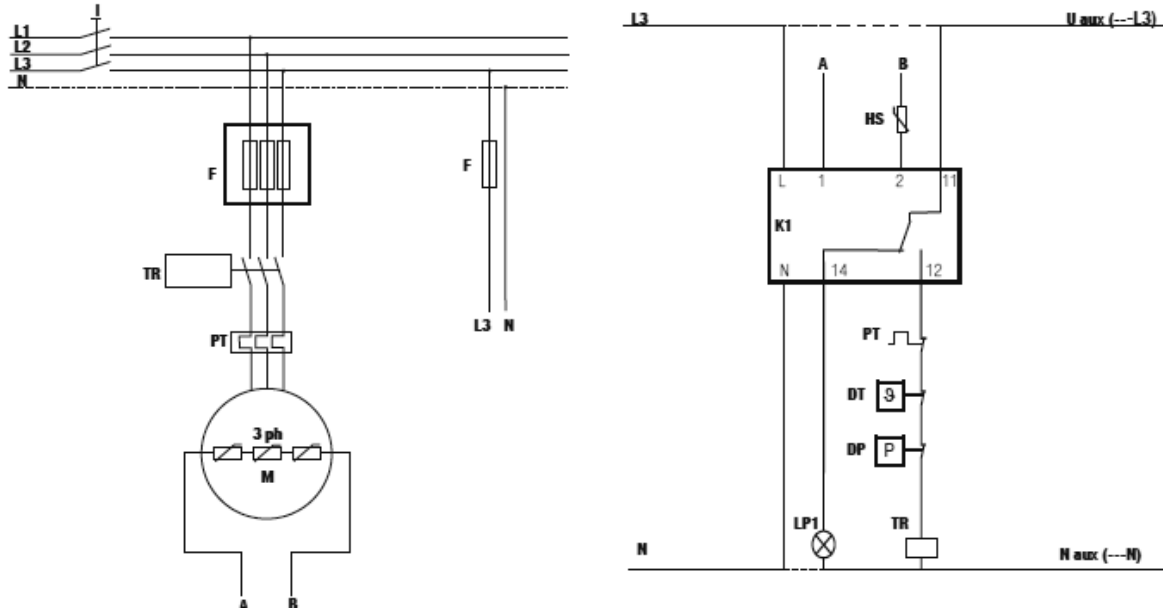 I
L1
L2
L3
N
F
F
TR
PT
L3 N
3 ph
M
A B
L3
U aux (---L3)
A B
HS
L 1 2 11
K1
N 14 12
PT
DT ϑ
DP P
LP1 TR
N
N aux (---N)